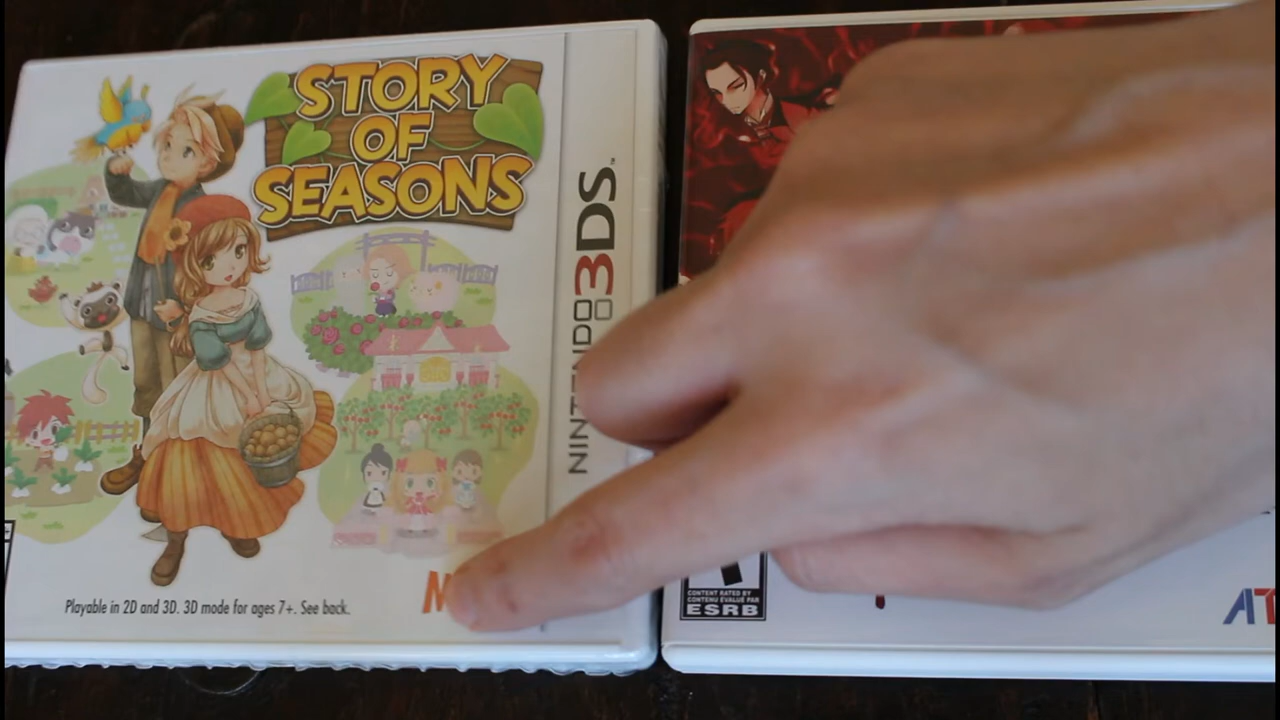 STORY
OF
SEASONS
NINTENDO 3DS
Playable in 2D and 3D. 3D mode for ages 7+. See back.
CONTENT RATED BY
CONTENU EVALUÉ PAR
ESRB